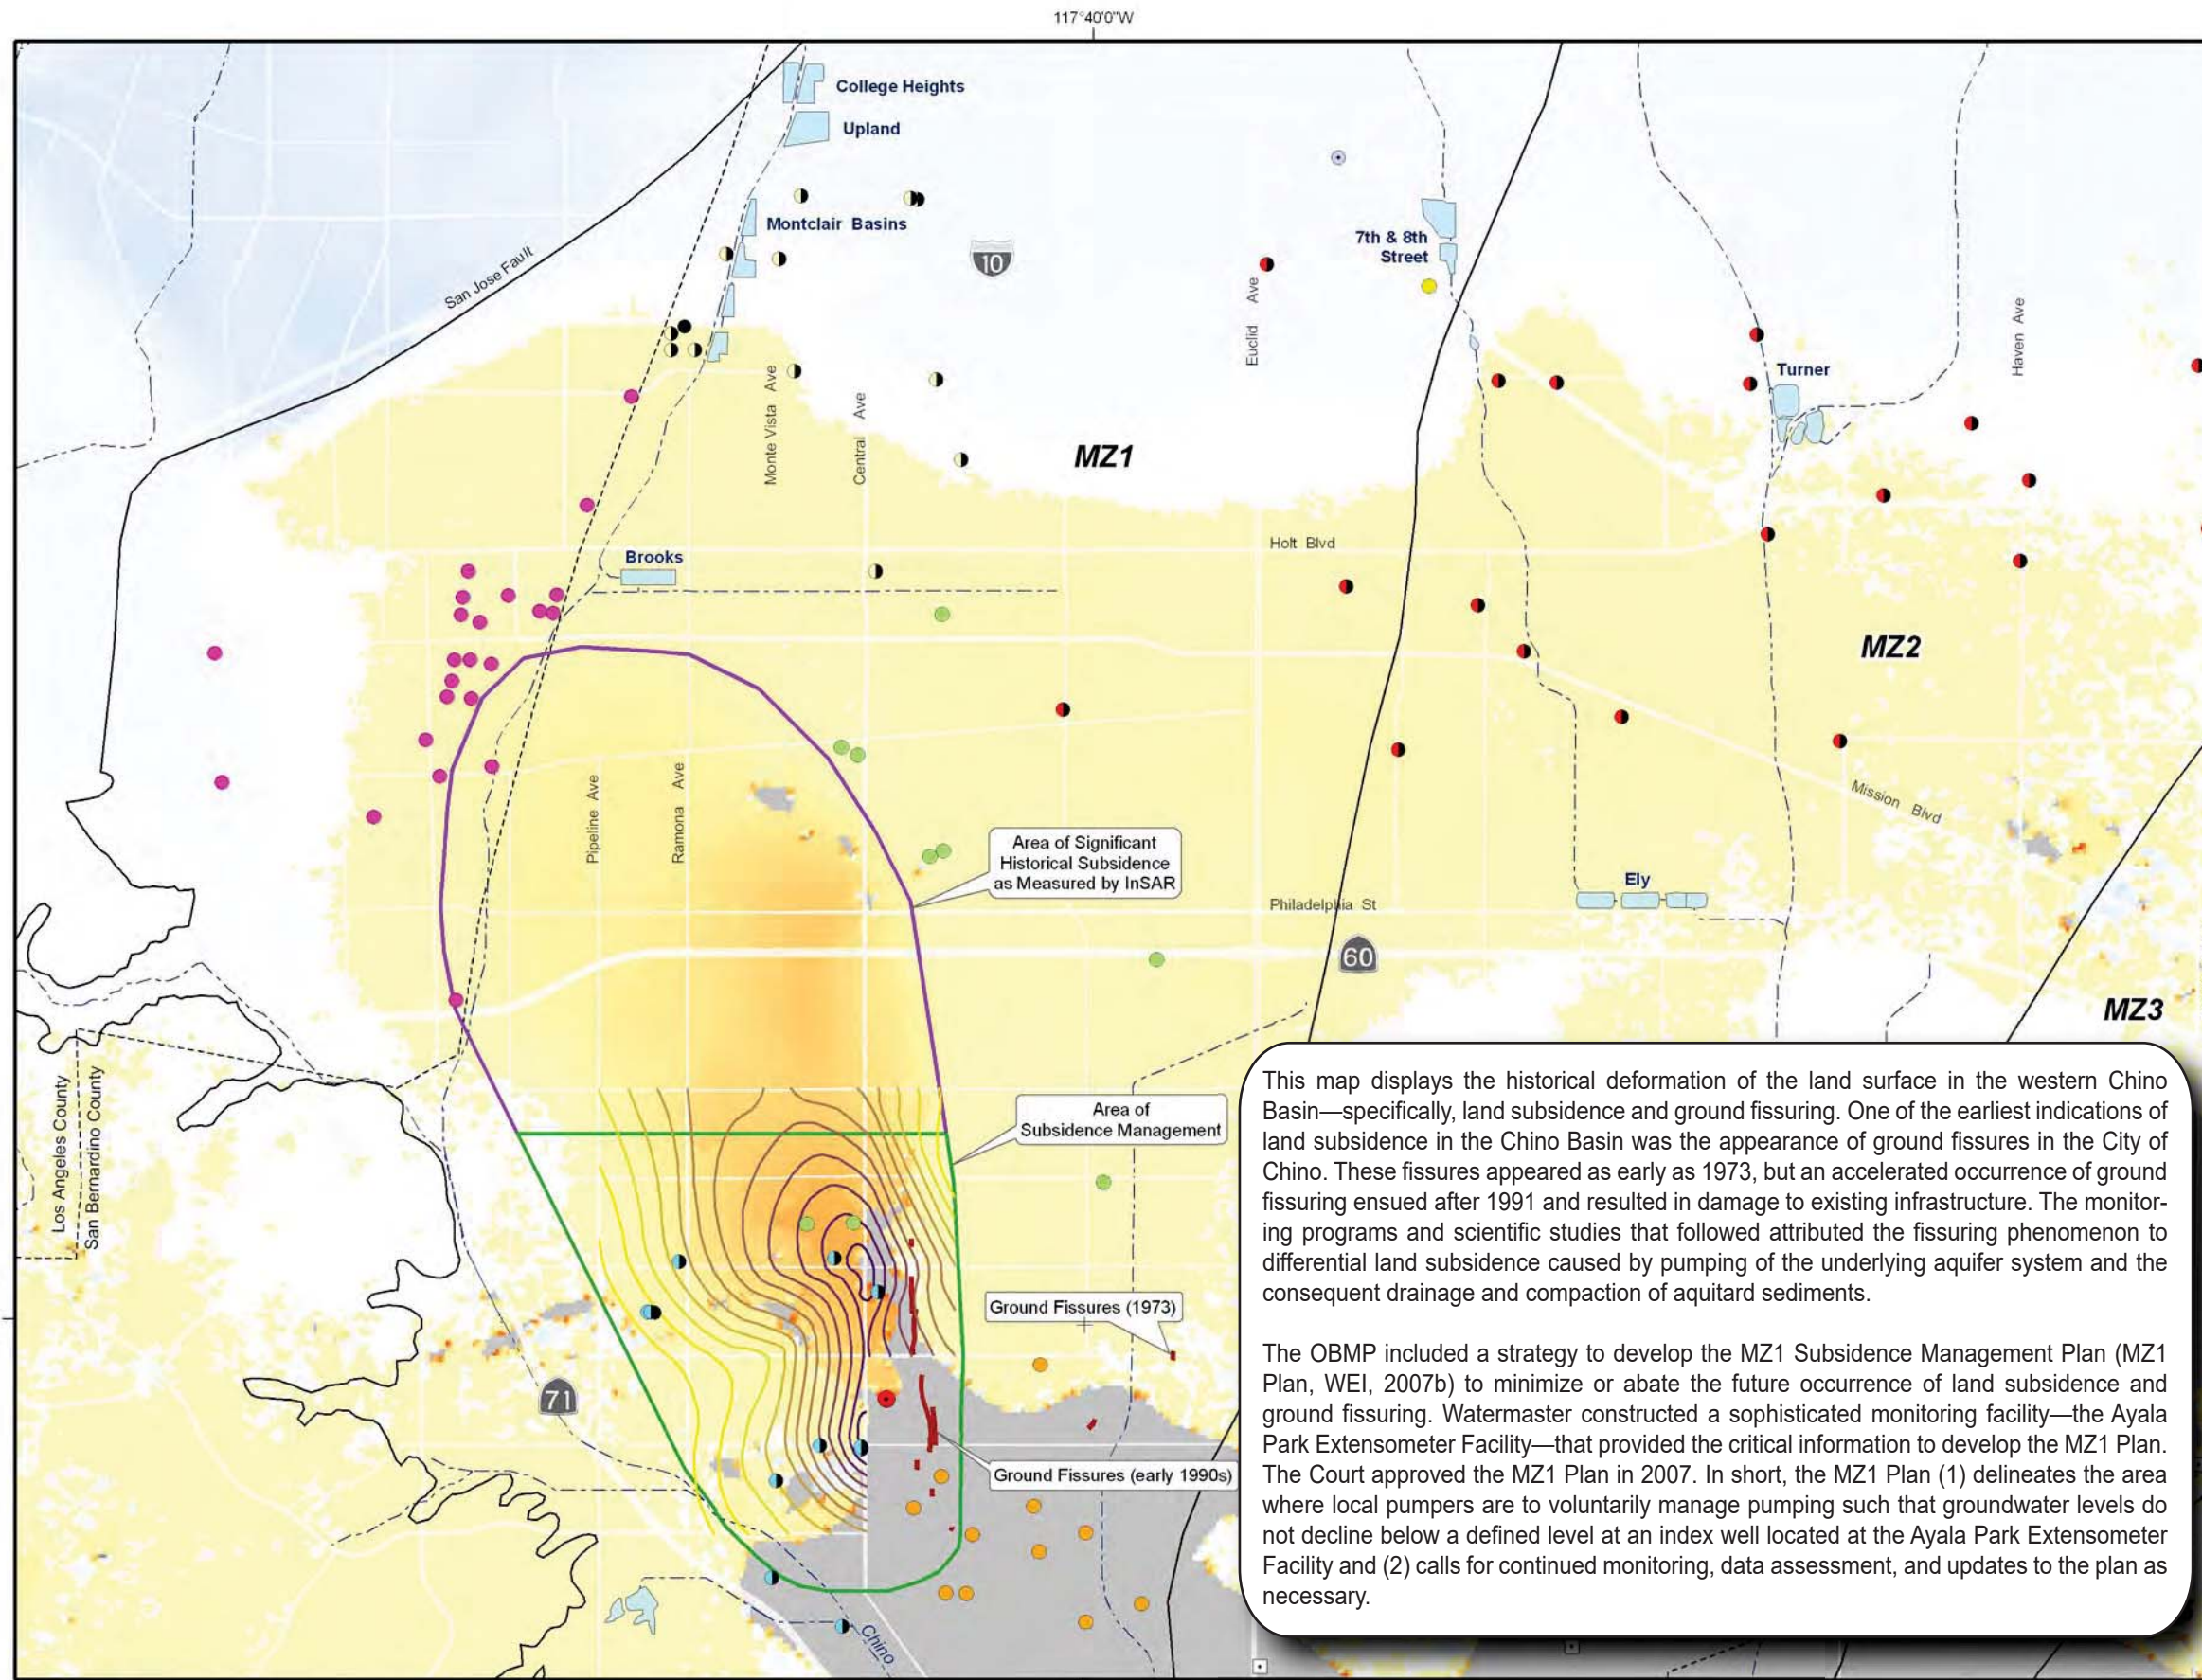 117°40'0"W
College Heights
Upland
Montclair Basins
10
7th & 8th
Street
San Jose Fault
Euclid Ave
Haven Ave
Turner
Monte Vista Ave
Central Ave
MZ1
Holt Blvd
Brooks
MZ2
Pipeline Ave
Ramona Ave
Mission Blvd
Area of Significant
Historical Subsidence
as Measured by InSAR
Ely
Philadelphia St
60
MZ3
Los Angeles County
San Bernardino County
Area of
Subsidence Management
Ground Fissures (1973)
71
Ground Fissures (early 1990s)
Chino
This map displays the historical deformation of the land surface in the western Chino
Basin—specifically, land subsidence and ground fissuring. One of the earliest indications of
land subsidence in the Chino Basin was the appearance of ground fissures in the City of
Chino. These fissures appeared as early as 1973, but an accelerated occurrence of ground
fissuring ensued after 1991 and resulted in damage to existing infrastructure. The monitor-
ing programs and scientific studies that followed attributed the fissuring phenomenon to
differential land subsidence caused by pumping of the underlying aquifer system and the
consequent drainage and compaction of aquitard sediments.
The OBMP included a strategy to develop the MZ1 Subsidence Management Plan (MZ1
Plan, WEI, 2007b) to minimize or abate the future occurrence of land subsidence and
ground fissuring. Watermaster constructed a sophisticated monitoring facility—the Ayala
Park Extensometer Facility—that provided the critical information to develop the MZ1 Plan.
The Court approved the MZ1 Plan in 2007. In short, the MZ1 Plan (1) delineates the area
where local pumpers are to voluntarily manage pumping such that groundwater levels do
not decline below a defined level at an index well located at the Ayala Park Extensometer
Facility and (2) calls for continued monitoring, data assessment, and updates to the plan as
necessary.